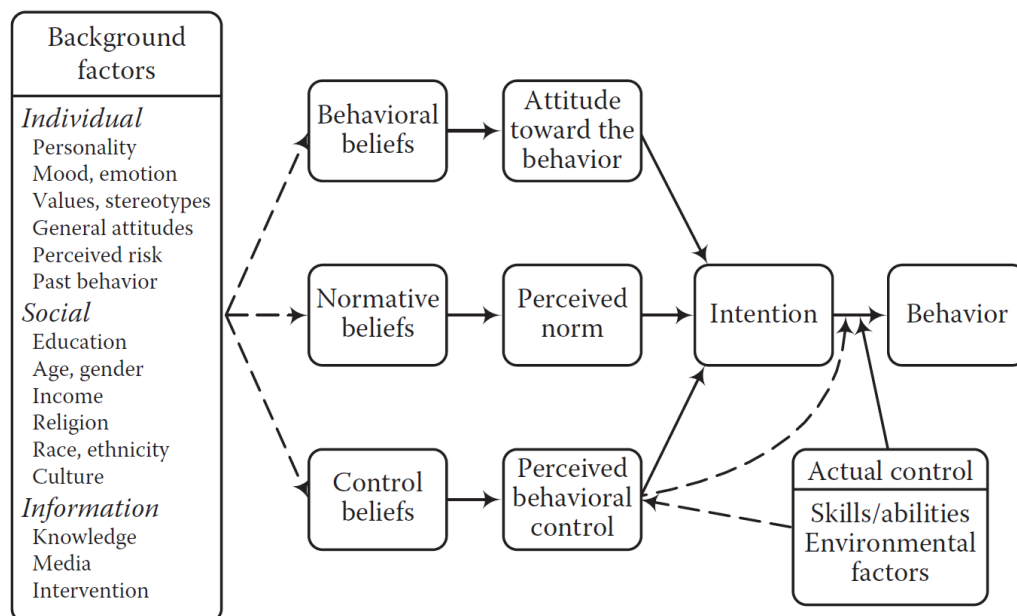 Background
factors
Individual
Personality
Mood, emotion
Values, stereotypes
General attitudes
Perceived risk
Past behavior
Social
Education
Age, gender
Income
Religion
Race, ethnicity
Culture
Information
Knowledge
Media
Intervention
Behavioral
beliefs
Attitude
toward the
behavior
Normative
beliefs
Perceived
norm
Intention
Behavior
Control
beliefs
Perceived
behavioral
control
Actual control
Skills/abilities
Environmental
factors